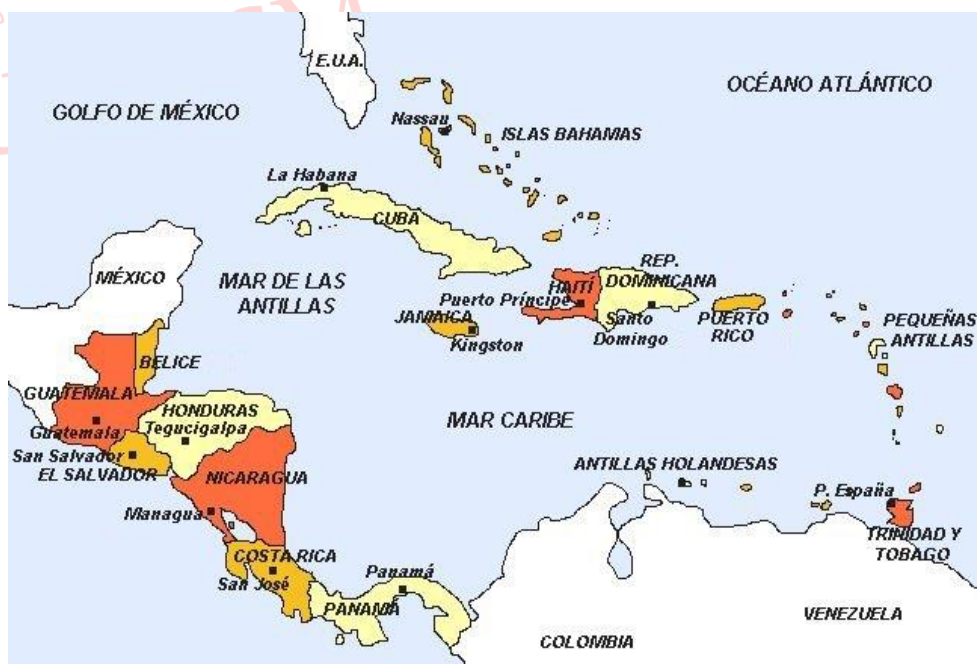 E.U.A.
OCÉANO ATLÁNTICO
GOLFO DE MÉXICO
Nassau
ISLAS BAHAMAS
La Habana
CUBA
MÉXICO
MAR DE LAS
ANTILLAS
REP.
DOMINICANA
HAITÍ
Puerto Príncipe
JAMAICA
Kingston
Santo
Domingo
PUERTO
RICO
PEQUEÑAS
ANTILLAS
BELICE
GUATEMALA
Guatemala
HONDURAS
Tegucigalpa
MAR CARIBE
San Salvador
EL SALVADOR
NICARAGUA
ANTILLAS HOLANDESAS
P. España
Managua
TRINIDAD Y
TOBAGO
COSTA RICA
San José
Panamá
PANAMÁ
VENEZUELA
COLOMBIA